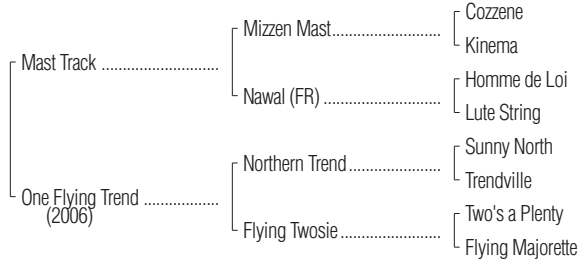 Cozzene
Mizzen Mast
Kinema
Mast Track
Homme de Loi
Nawal (FR)
Lute String
Sunny North
Northern Trend
Trendville
One Flying Trend
(2006)
Two's a Plenty
Flying Twosie
Flying Majorette